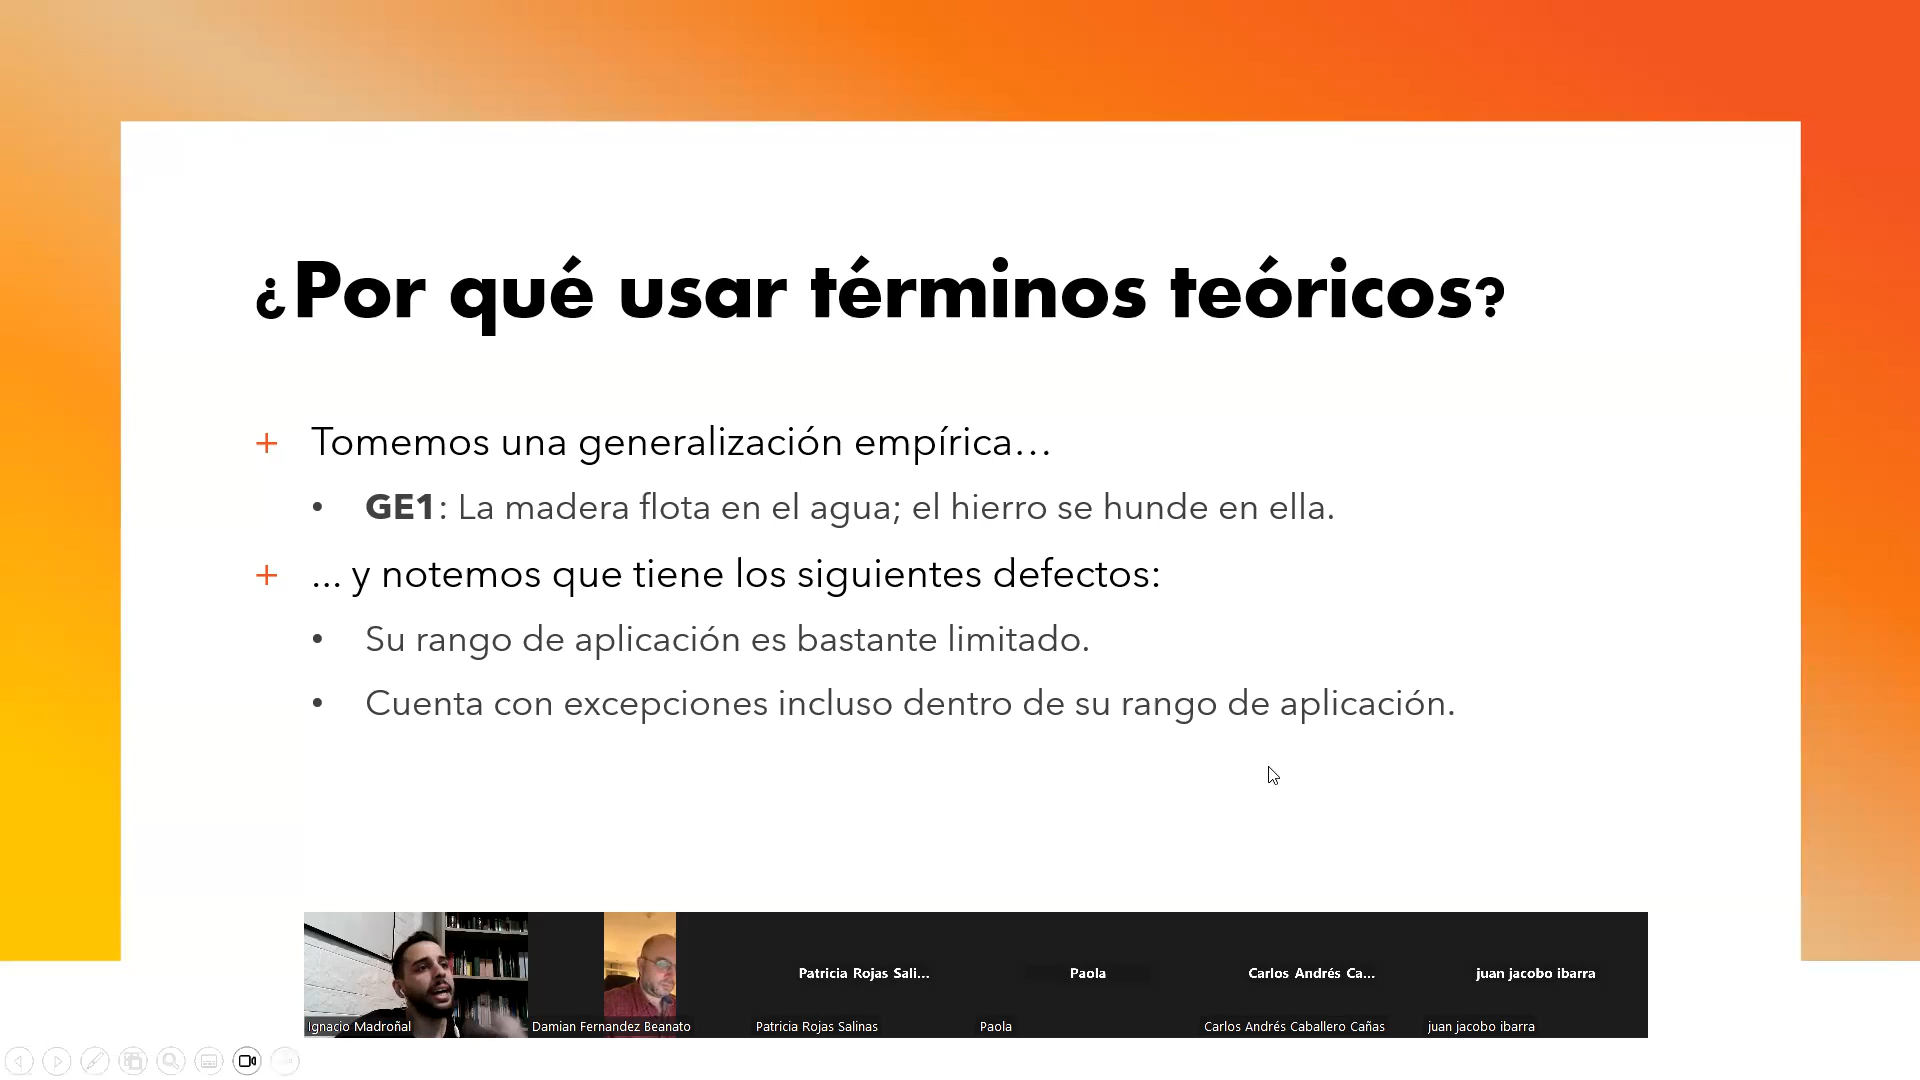 ¿Por qué usar términos teóricos?
+ Tomemos una generalización empírica…
• GE1: La madera flota en el agua; el hierro se hunde en ella.
+ ... y notemos que tiene los siguientes defectos:
• Su rango de aplicación es bastante limitado.
• Cuenta con excepciones incluso dentro de su rango de aplicación.
Patricia Rojas Sali...
Paola
Carlos Andrés Ca...
juan jacobo ibarra
Ignacio Madroñal
Damian Fernandez Beanato
Patricia Rojas Salinas
Paola
Carlos Andrés Caballero Cañas
juan jacobo ibarra